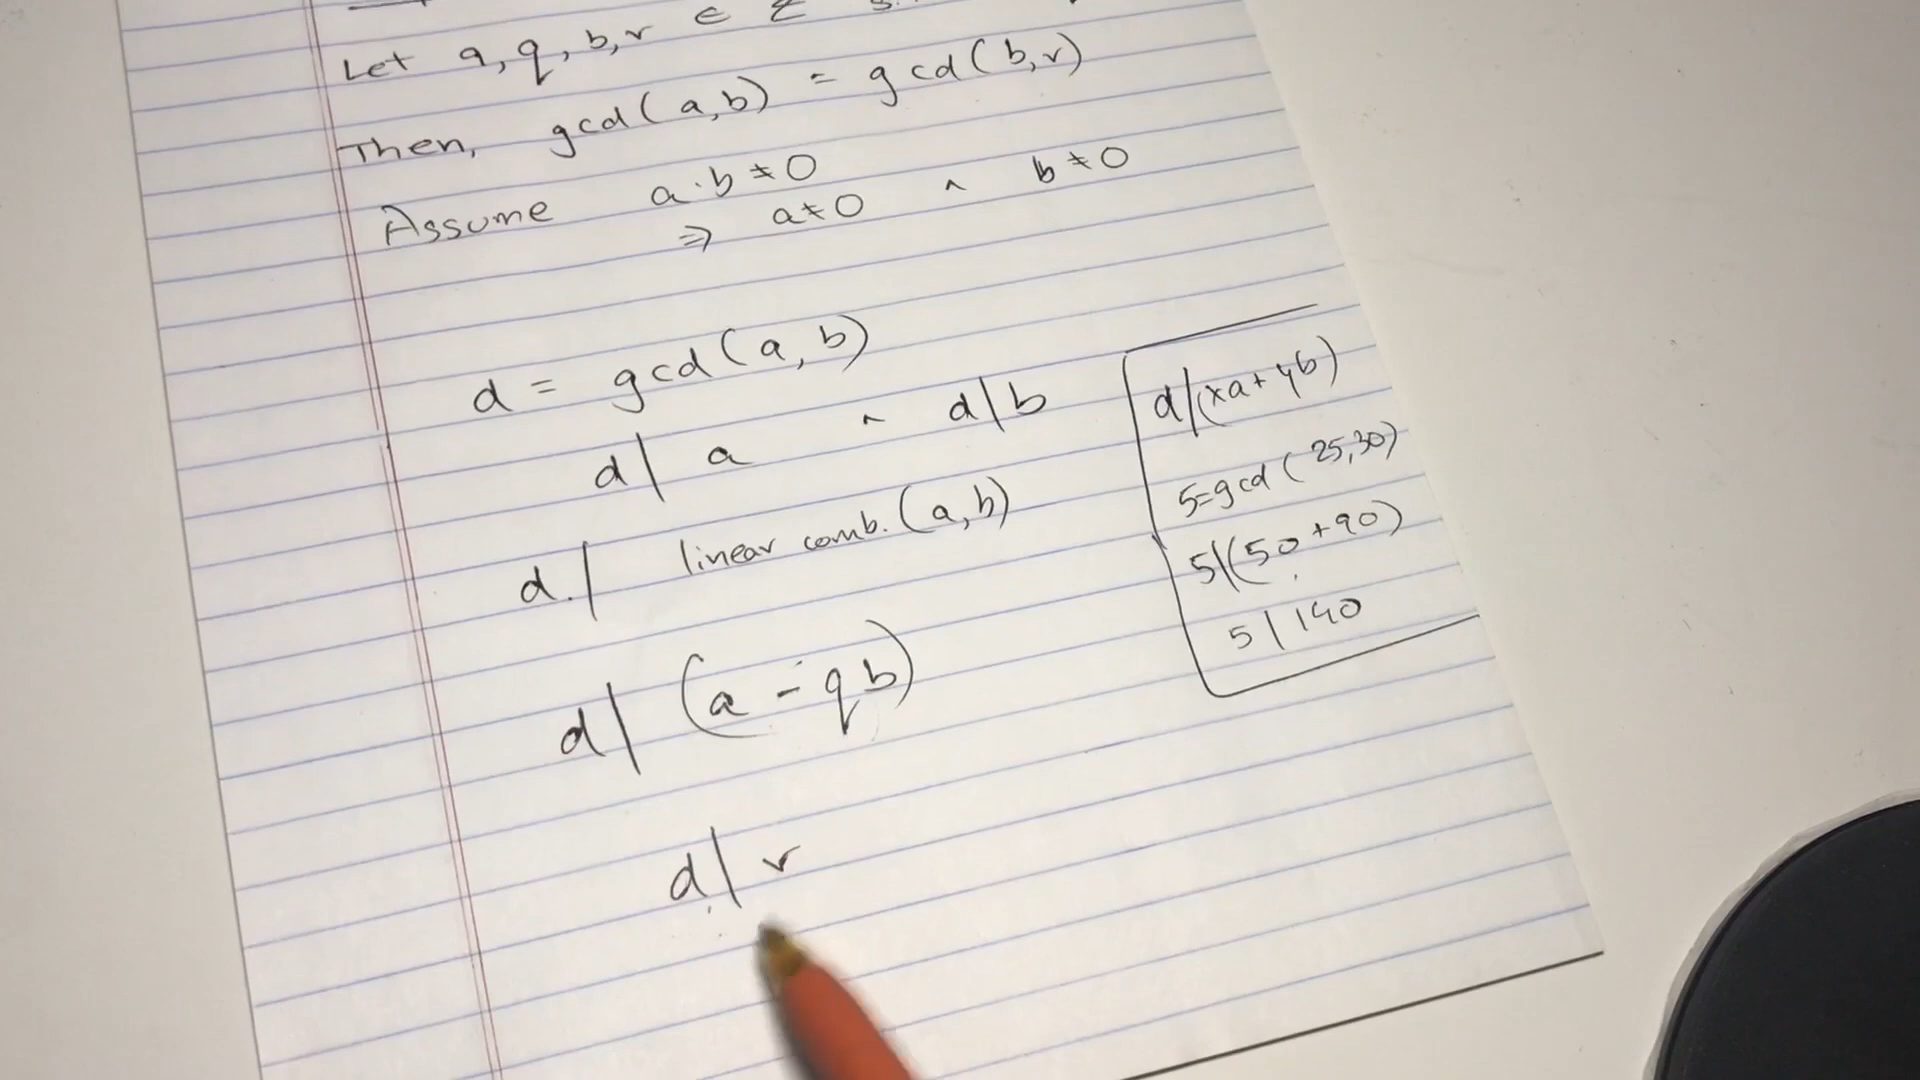 Let a, q, b, r ∈ Z
Then, gcd(a,b) = gcd(b,r)
Assume a·b ≠ 0
⇒ a≠0 ^ b≠0
d = gcd(a,b)
d| a ^ d|b
d.| linear comb.(a,b)
d| (a - qb)
d|r
d|(xa+yb)
5=gcd(25,30)
5|(50+90)
5|140